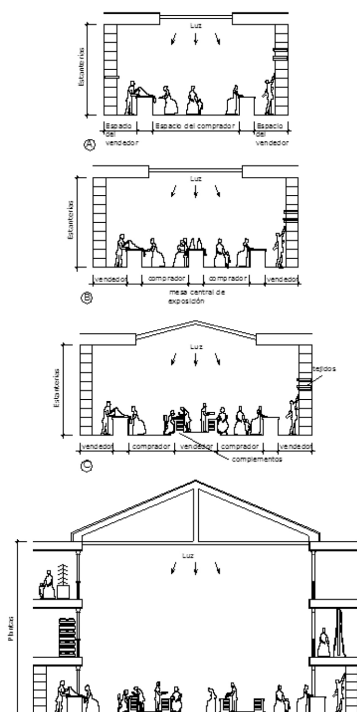 Luz
Estanterías
Espacio del vendedor
Espacio del comprador
Espacio del vendedor
A
Luz
Estanterías
vendedor
comprador
comprador
vendedor
mesa central de exposición
B
Luz
Estanterías
tejidos
vendedor
comprador
vendedor
comprador
vendedor
complementos
C
Luz
Plantas